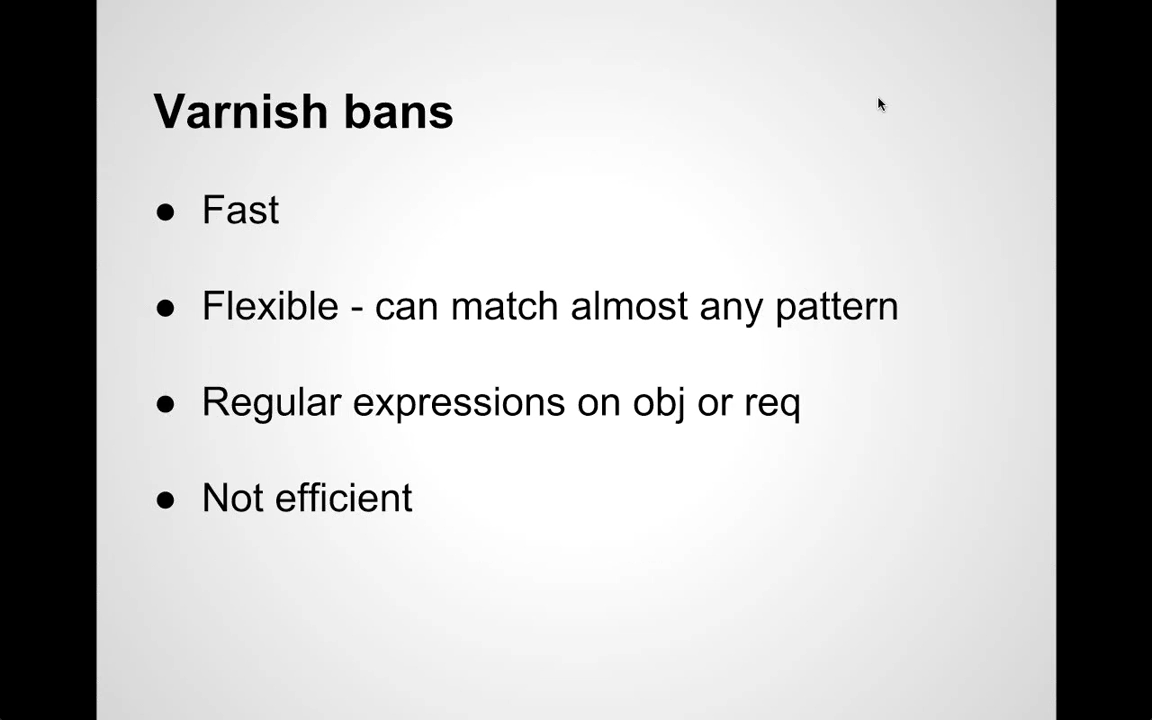 Varnish bans
● Fast
● Flexible - can match almost any pattern
● Regular expressions on obj or req
● Not efficient